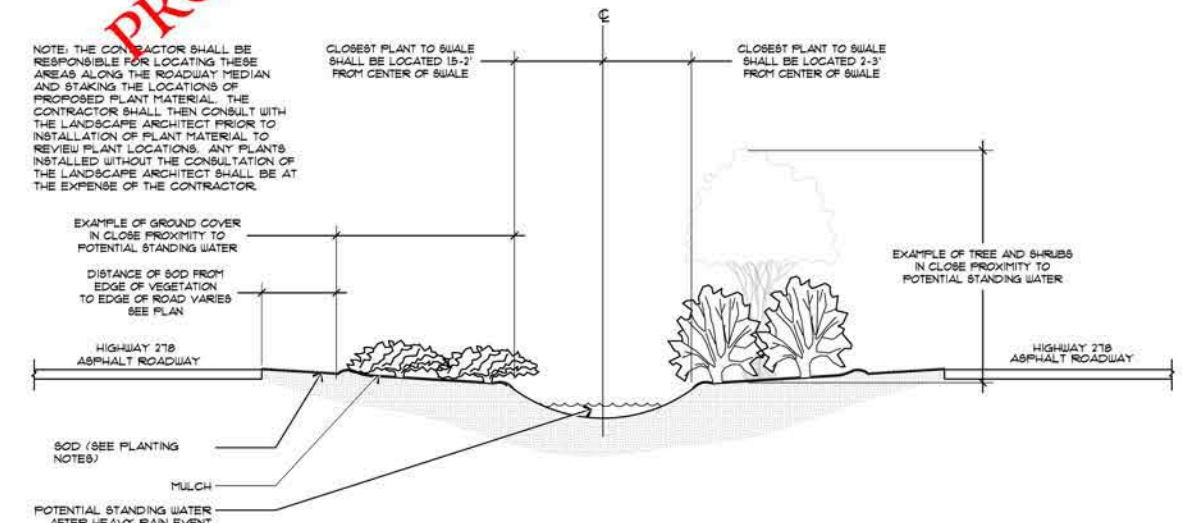 PRO
NOTE: THE CONTRACTOR SHALL BE
RESPONSIBLE FOR LOCATING THESE
AREAS ALONG THE ROADWAY MEDIAN
AND STAKING THE LOCATIONS OF
PROPOSED PLANT MATERIAL. THE
CONTRACTOR SHALL THEN CONSULT WITH
THE LANDSCAPE ARCHITECT PRIOR TO
INSTALLATION OF PLANT MATERIAL TO
REVIEW PLANT LOCATIONS. ANY PLANTS
INSTALLED WITHOUT THE CONSULTATION OF
THE LANDSCAPE ARCHITECT SHALL BE AT
THE EXPENSE OF THE CONTRACTOR.
CLOSEST PLANT TO SWALE
SHALL BE LOCATED 1.5-2'
FROM CENTER OF SWALE
℄
CLOSEST PLANT TO SWALE
SHALL BE LOCATED 2-3'
FROM CENTER OF SWALE
EXAMPLE OF GROUND COVER
IN CLOSE PROXIMITY TO
POTENTIAL STANDING WATER
DISTANCE OF SOD FROM
EDGE OF VEGETATION
TO EDGE OF ROAD VARIES
SEE PLAN
EXAMPLE OF TREE AND SHRUBS
IN CLOSE PROXIMITY TO
POTENTIAL STANDING WATER
HIGHWAY 278
ASPHALT ROADWAY
HIGHWAY 278
ASPHALT ROADWAY
SOD (SEE PLANTING
NOTES)
MULCH
POTENTIAL STANDING WATER
AFTER HEAVY RAIN EVENT